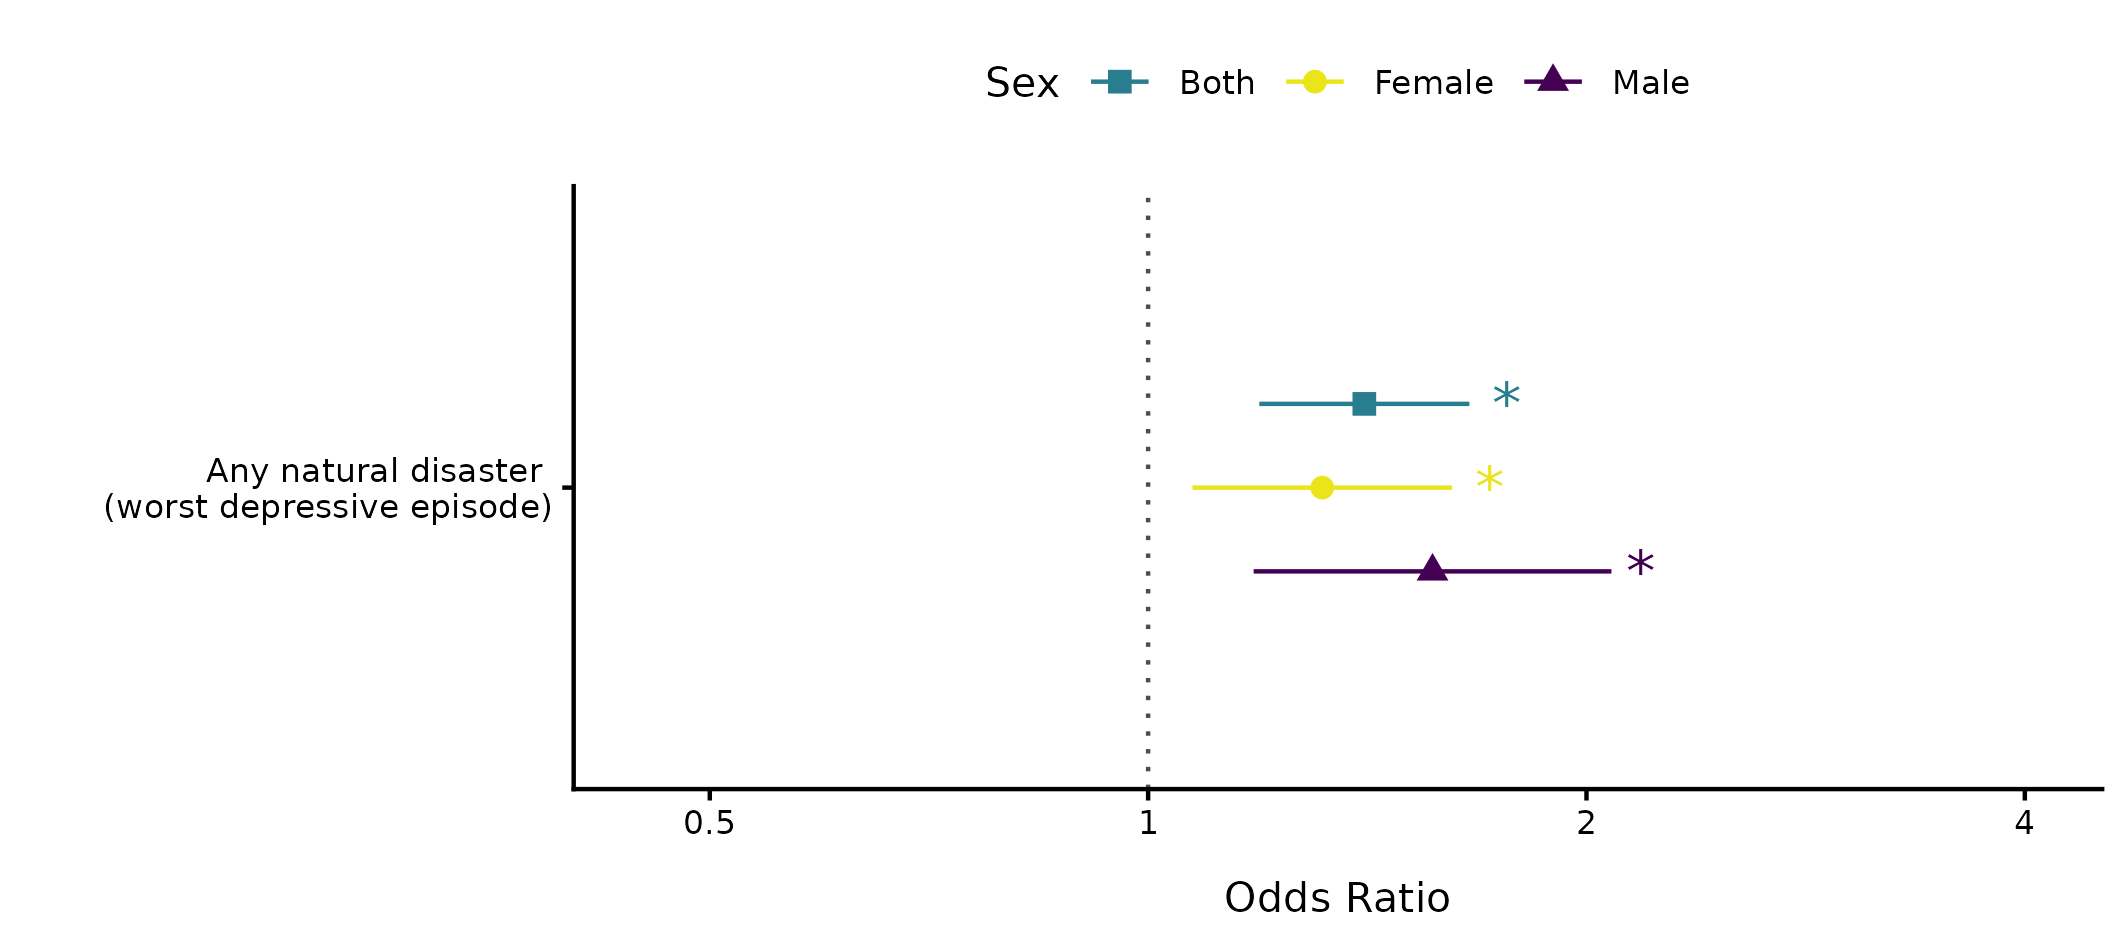 Sex Both Female Male
*
Any natural disaster
(worst depressive episode)
*
*
0.5 1 2 4
Odds Ratio